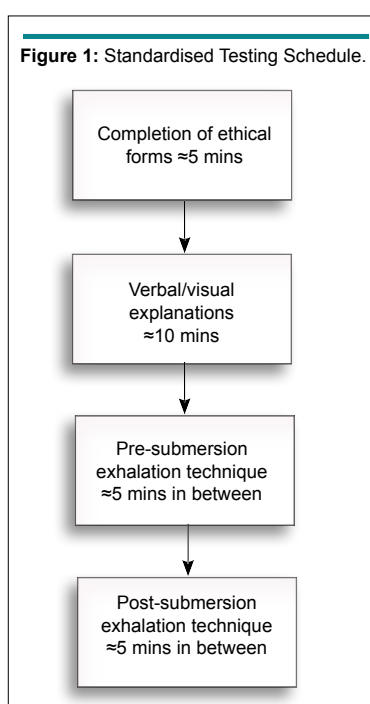 Figure 1: Standardised Testing Schedule.
Completion of ethical
forms ≈5 mins
Verbal/visual
explanations
≈10 mins
Pre-submersion
exhalation technique
≈5 mins in between
Post-submersion
exhalation technique
≈5 mins in between